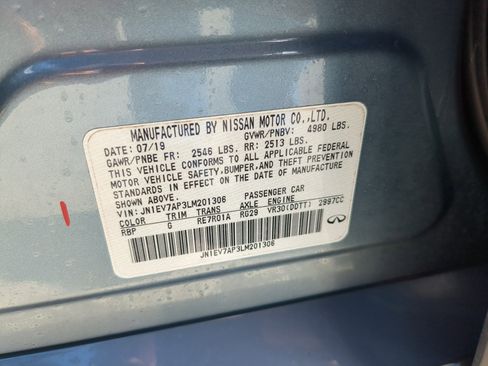 MANUFACTURED BY NISSAN MOTOR CO.,LTD.
DATE: 07/19 GVWR/PNBV: 4980 LBS.
GAWR/PNBE FR: 2546 LBS. RR: 2513 LBS.
THIS VEHICLE CONFORMS TO ALL APPLICABLE FEDERAL
MOTOR VEHICLE SAFETY,BUMPER,AND THEFT PREVENTION
STANDARDS IN EFFECT ON THE DATE OF MANUFACTURE
SHOWN ABOVE.
VIN: JN1EV7AP3LM201306 PASSENGER CAR
COLOR TRIM TRANS AXLE ENGINE
RBP G RE7R01A RG29 VR30(DDTT) 2997CC
JN1EV7AP3LM201306